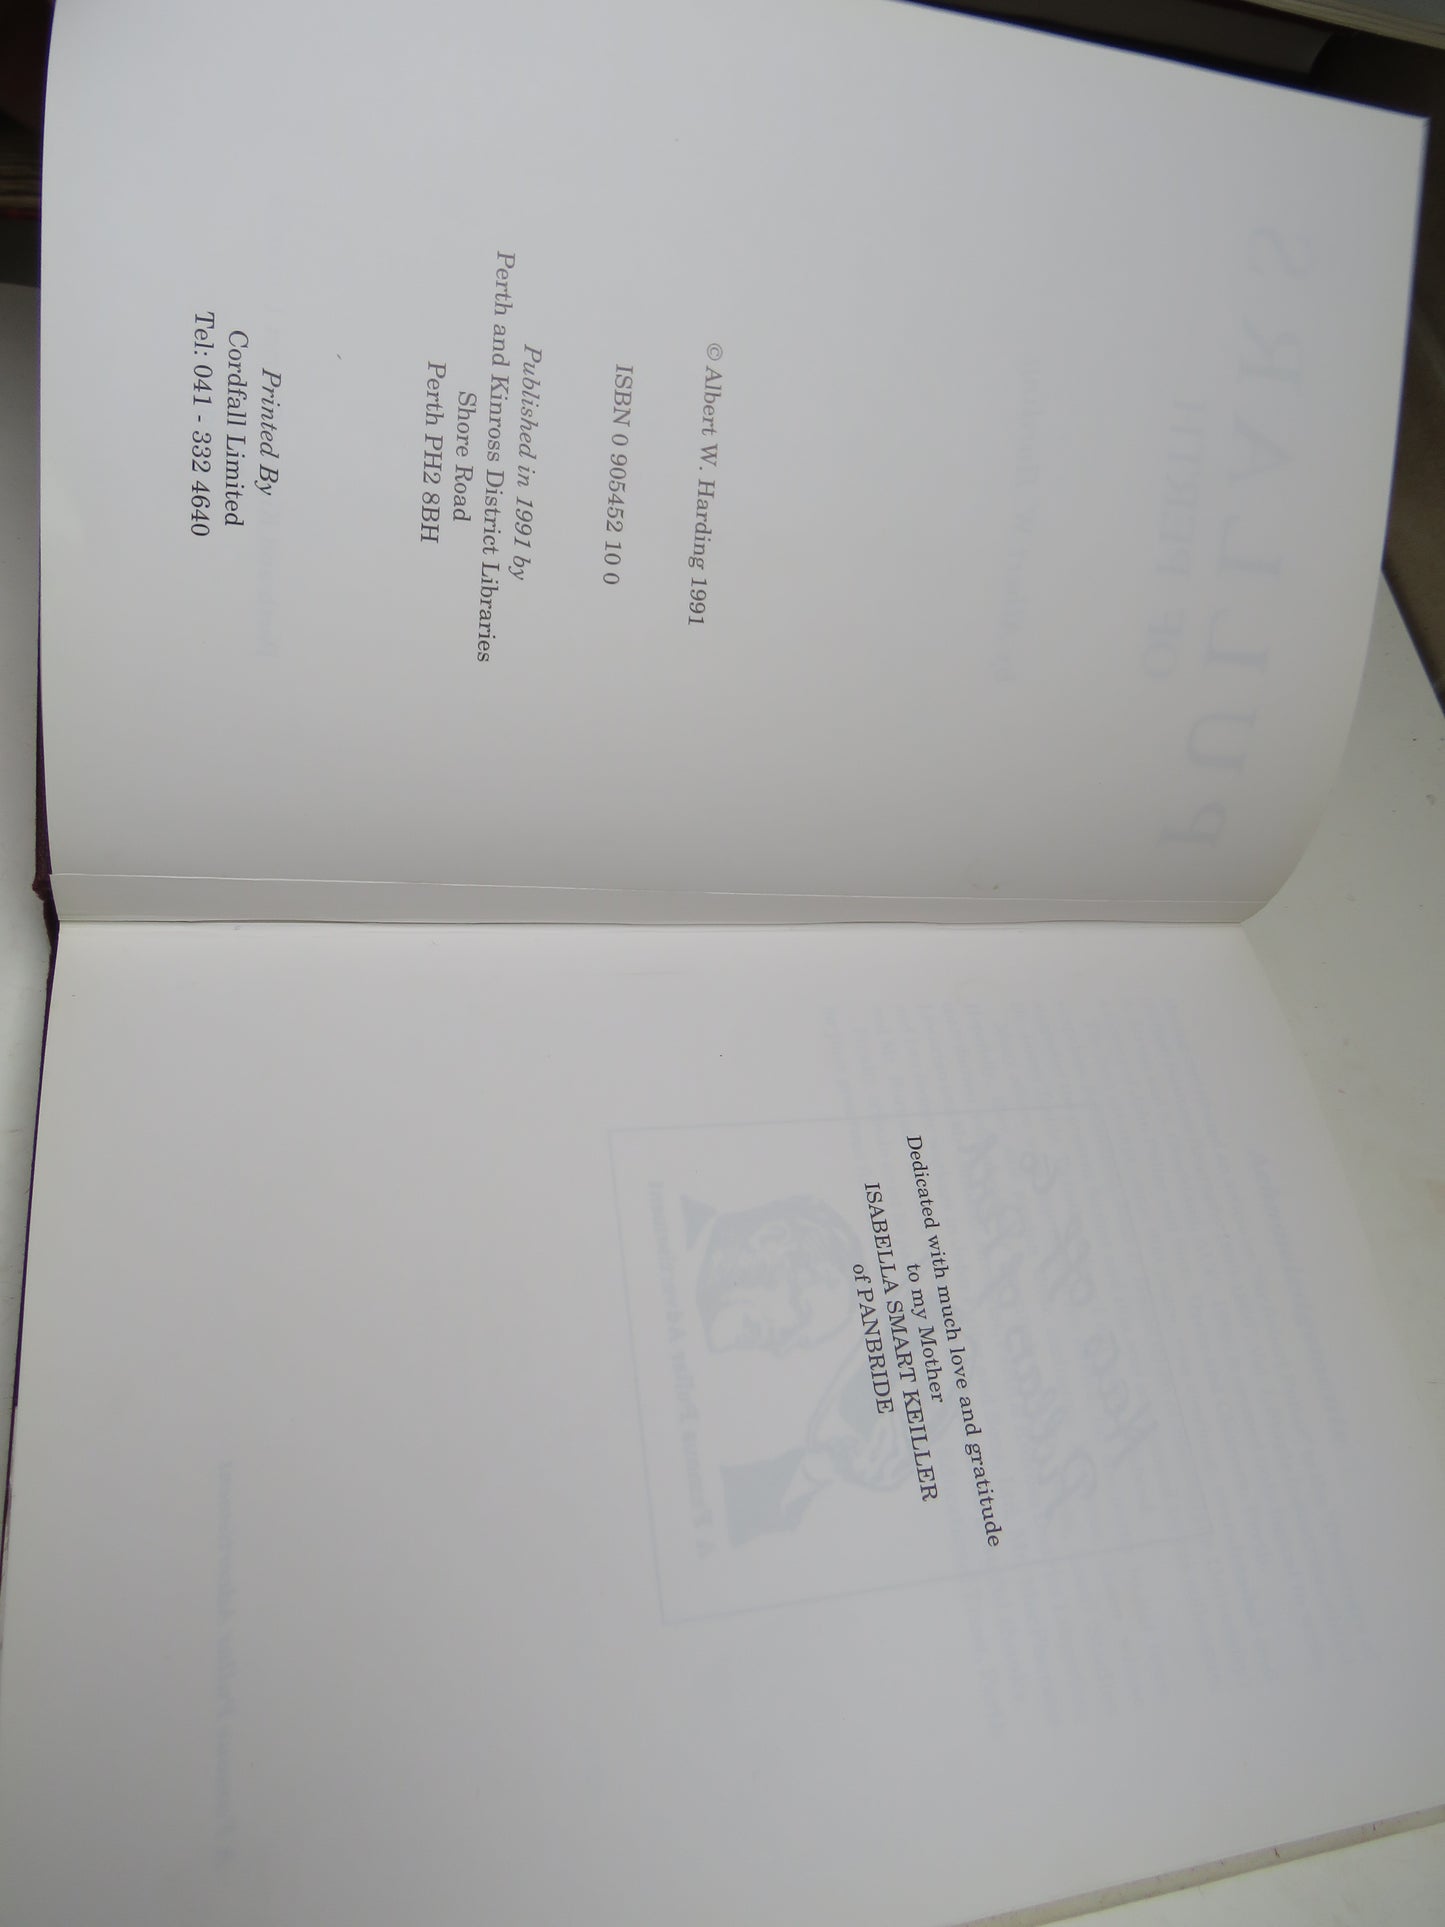 © Albert W. Harding 1991
ISBN 0 905452 10 0
Published in 1991 by
Perth and Kinross District Libraries
Shore Road
Perth PH2 8BH
Printed By
Cordfall Limited
Tel: 041 - 332 4640
Dedicated with much love and gratitude
to my Mother
ISABELLA SMART KEILLER
of PANBRIDE